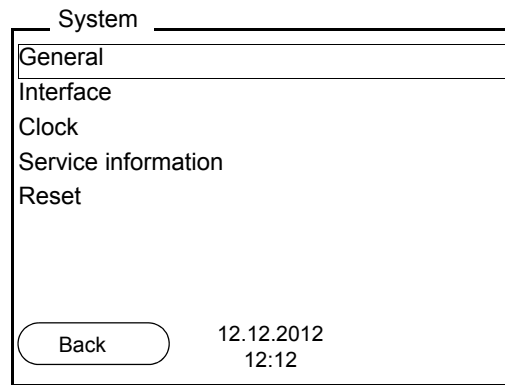 System
General
Interface
Clock
Service information
Reset
Back
12.12.2012
12:12